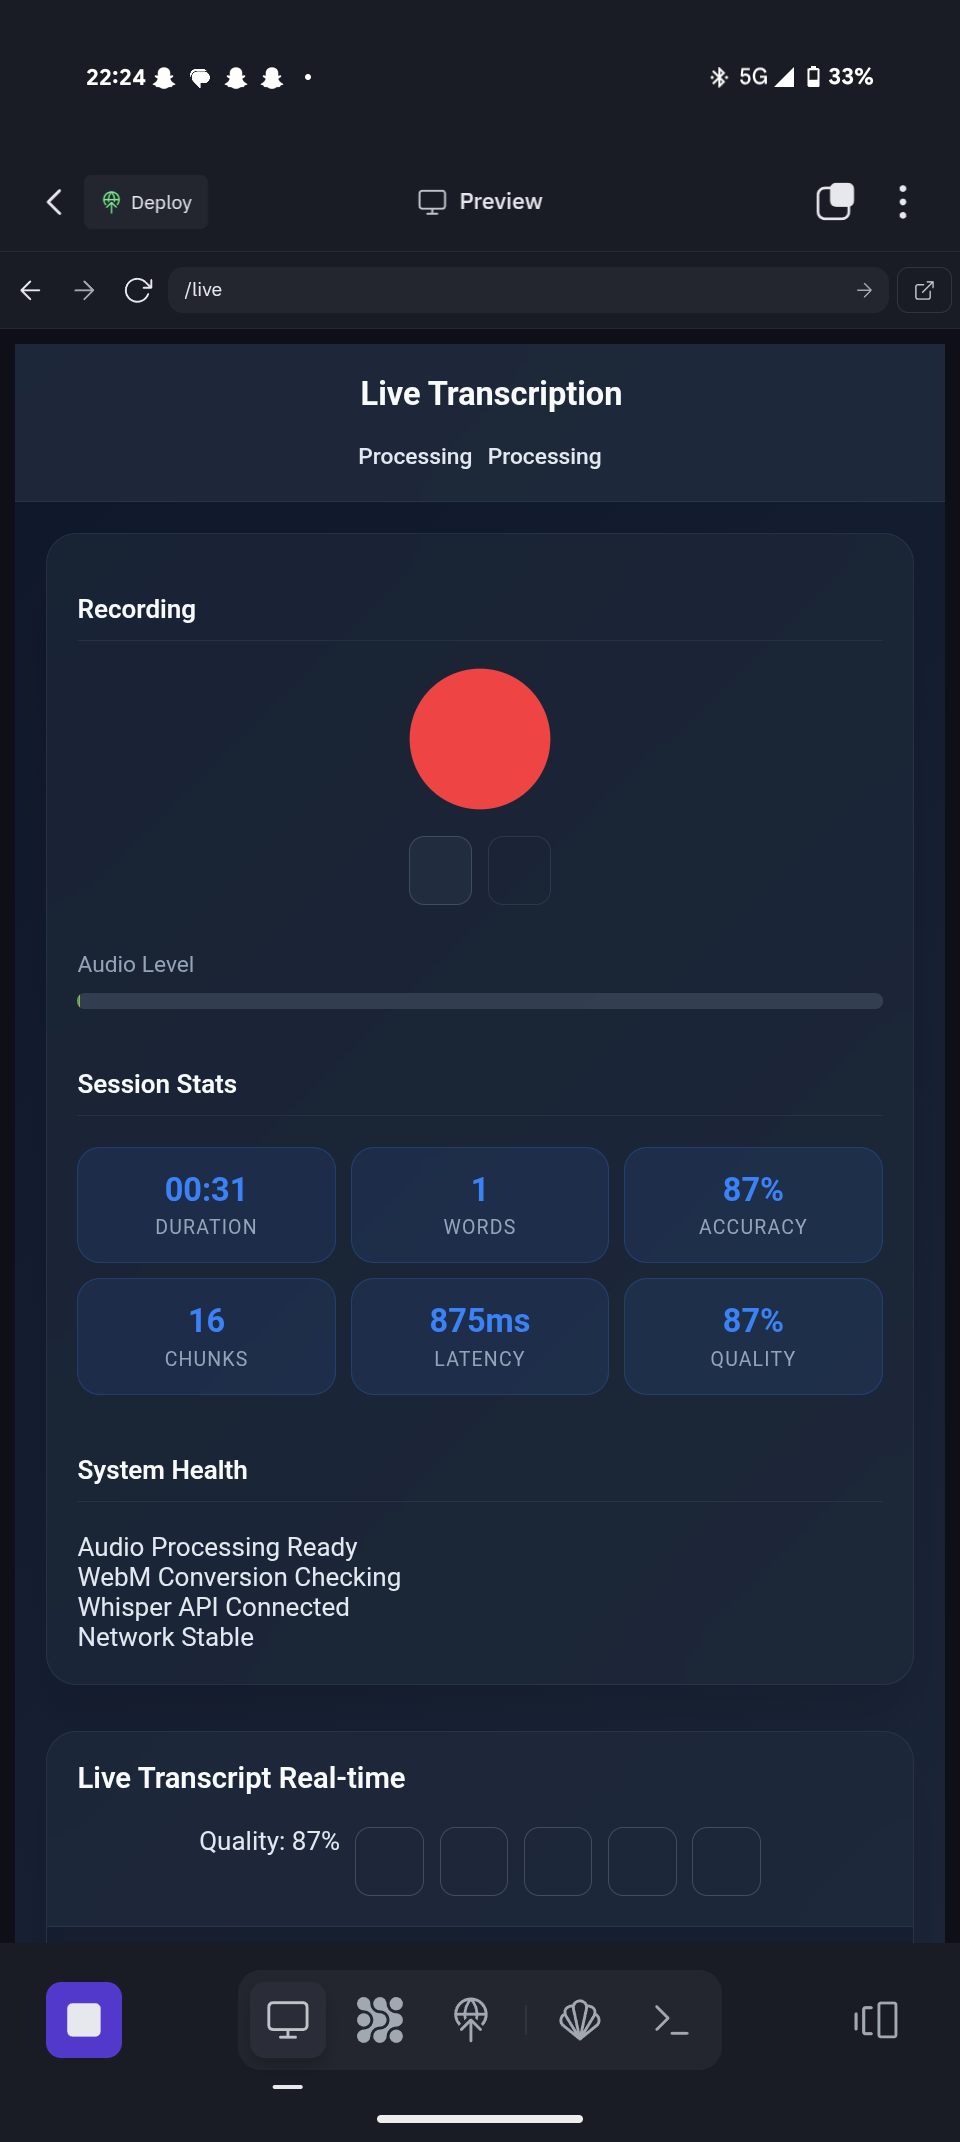 22:24
5G 33%
Deploy
Preview
/live
Live Transcription
Processing Processing
Recording
Audio Level
Session Stats
00:31
DURATION
1
WORDS
87%
ACCURACY
16
CHUNKS
875ms
LATENCY
87%
QUALITY
System Health
Audio Processing Ready
WebM Conversion Checking
Whisper API Connected
Network Stable
Live Transcript Real-time
Quality: 87%